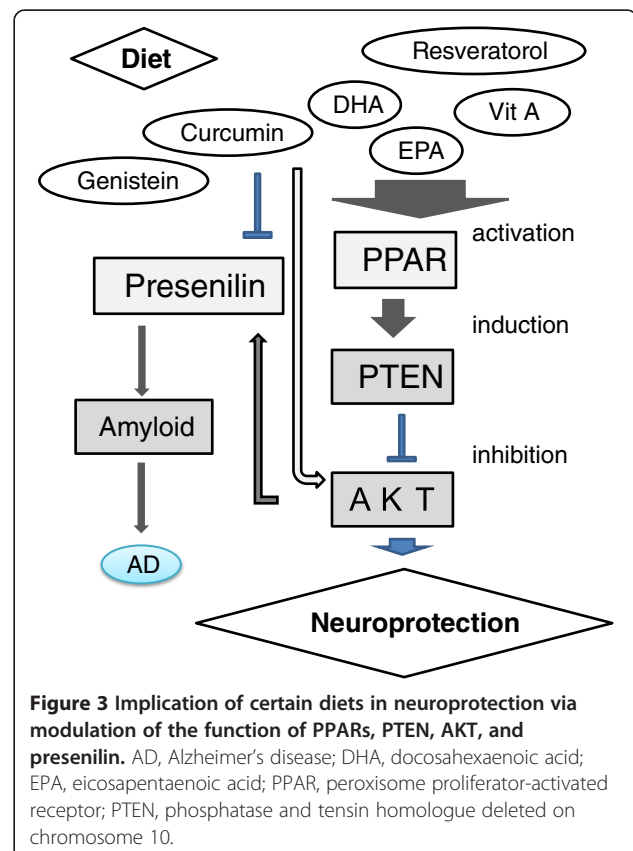 Diet
Resveratorol
DHA
Vit A
Curcumin
EPA
Genistein
activation
PPAR
Presenilin
induction
PTEN
Amyloid
inhibition
A K T
AD
Neuroprotection
Figure 3 Implication of certain diets in neuroprotection via
modulation of the function of PPARs, PTEN, AKT, and
presenilin. AD, Alzheimer's disease; DHA, docosahexaenoic acid;
EPA, eicosapentaenoic acid; PPAR, peroxisome proliferator-activated
receptor; PTEN, phosphatase and tensin homologue deleted on
chromosome 10.